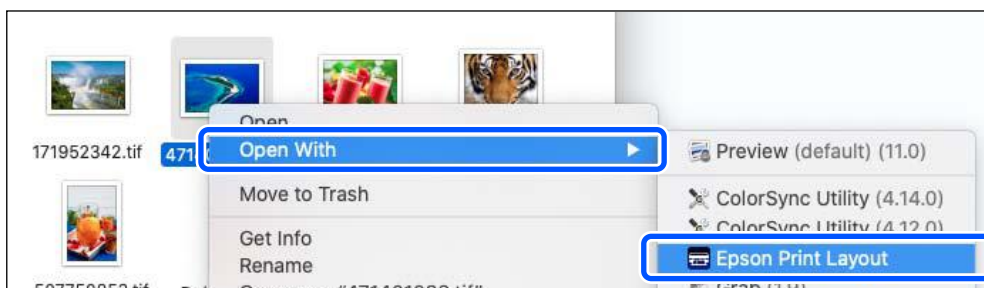 171952342.tif
471
Open
Open With
Move to Trash
Get Info
Rename
Preview (default) (11.0)
ColorSync Utility (4.14.0)
ColorSync Utility (4.12.0)
Epson Print Layout